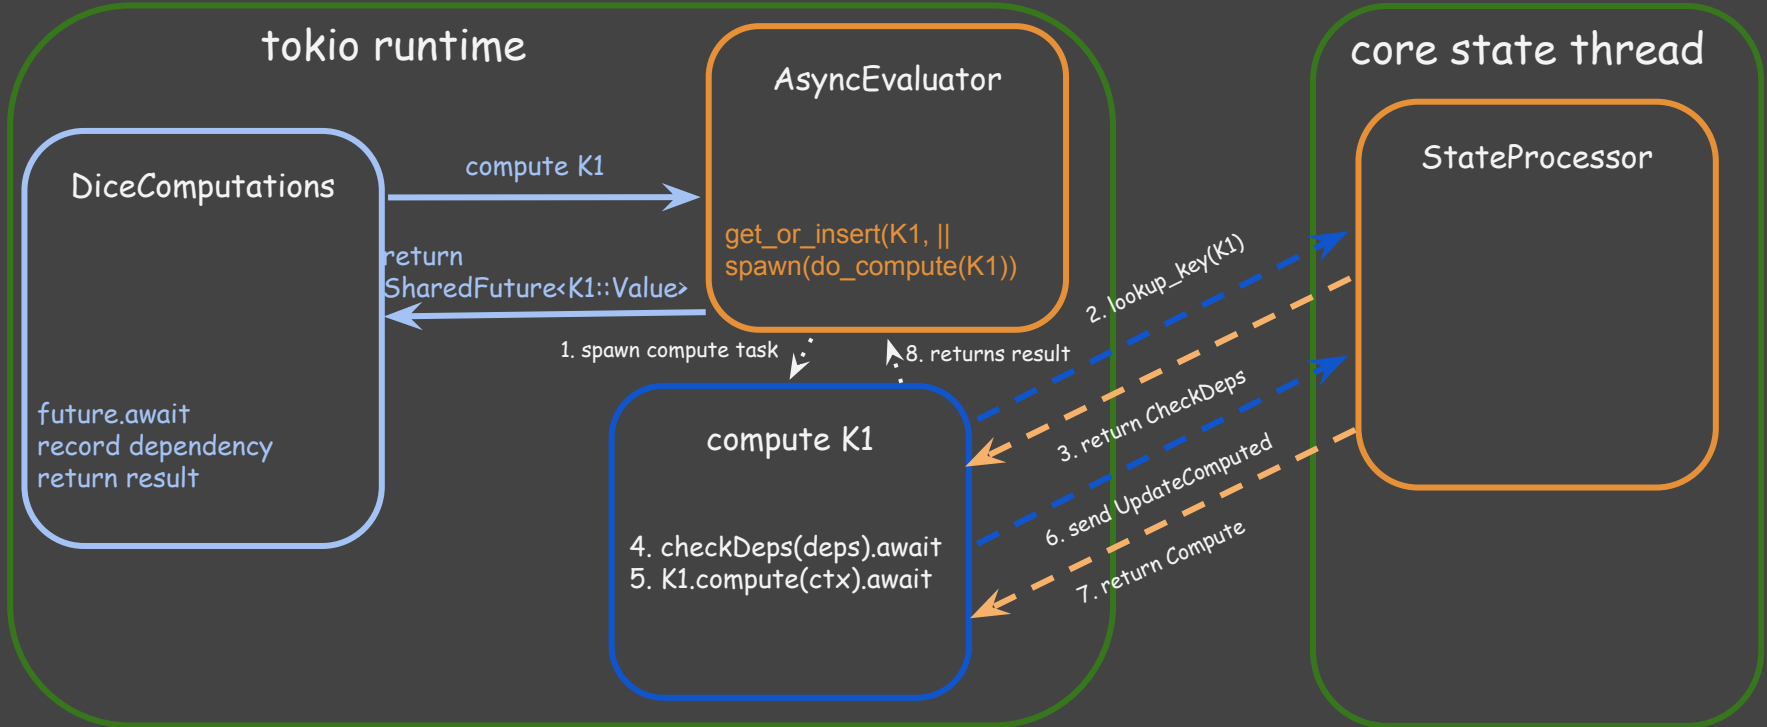 tokio runtime
core state thread
AsyncEvaluator
StateProcessor
DiceComputations
compute K1
get_or_insert(K1, ||
spawn(do_compute(K1))
return
SharedFuture<K1::Value>
2. lookup_key(K1)
1. spawn compute task
8. returns result
3. return CheckDeps
future.await
record dependency
return result
compute K1
6. send UpdateComputed
4. checkDeps(deps).await
5. K1.compute(ctx).await
7. return Compute